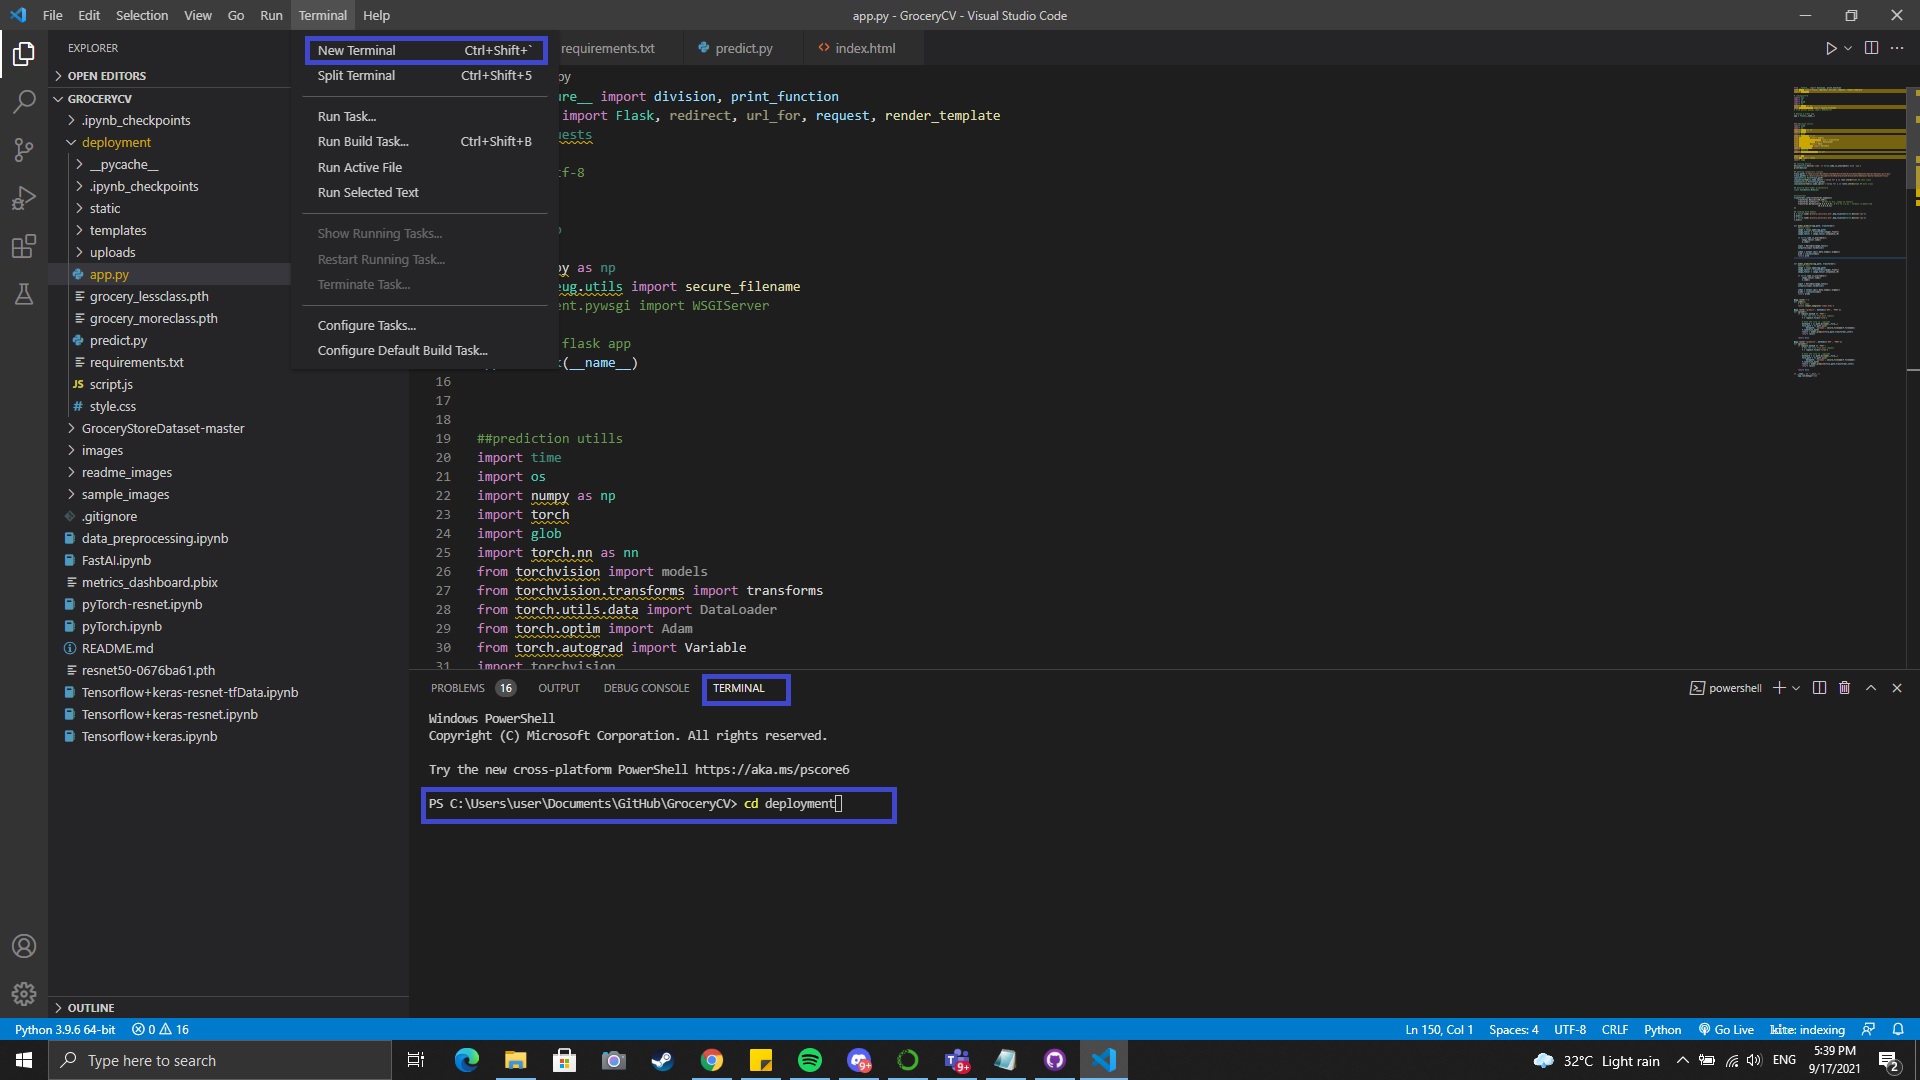 File Edit Selection View Go Run Terminal Help
app.py - GroceryCV - Visual Studio Code
EXPLORER
OPEN EDITORS
GROCERYCV
.ipynb_checkpoints
deployment
__pycache__
.ipynb_checkpoints
static
templates
uploads
app.py
grocery_lessclass.pth
grocery_moreclass.pth
predict.py
requirements.txt
script.js
style.css
GroceryStoreDataset-master
images
readme_images
sample_images
.gitignore
data_preprocessing.ipynb
FastAI.ipynb
metrics_dashboard.pbix
pyTorch-resnet.ipynb
pyTorch.ipynb
README.md
resnet50-0676ba61.pth
Tensorflow+keras-resnet-tfData.ipynb
Tensorflow+keras-resnet.ipynb
Tensorflow+keras.ipynb
OUTLINE
New Terminal Ctrl+Shift+`
Split Terminal Ctrl+Shift+5
Run Task...
Run Build Task... Ctrl+Shift+B
Run Active File
Run Selected Text
Show Running Tasks...
Restart Running Task...
Terminate Task...
Configure Tasks...
Configure Default Build Task...
requirements.txt predict.py index.html
py
ure__ import division, print_function
import Flask, redirect, url_for, request, render_template
uests
tf-8
py as np
eug.utils import secure_filename
ent.pywsgi import WSGIServer
flask app
(__name__)
16
17
18
19 ##prediction utills
20 import time
21 import os
22 import numpy as np
23 import torch
24 import glob
25 import torch.nn as nn
26 from torchvision import models
27 from torchvision.transforms import transforms
28 from torch.utils.data import DataLoader
29 from torch.optim import Adam
30 from torch.autograd import Variable
31 import torchvision
PROBLEMS 16 OUTPUT DEBUG CONSOLE TERMINAL
powershell
Windows PowerShell
Copyright (C) Microsoft Corporation. All rights reserved.
Try the new cross-platform PowerShell https://aka.ms/pscore6
PS C:\Users\user\Documents\GitHub\GroceryCV> cd deployment
Python 3.9.6 64-bit 0 16
Ln 150, Col 1 Spaces: 4 UTF-8 CRLF Python Go Live kite: indexing
Type here to search
9+
9+
32°C Light rain
ENG
5:39 PM
9/17/2021
2